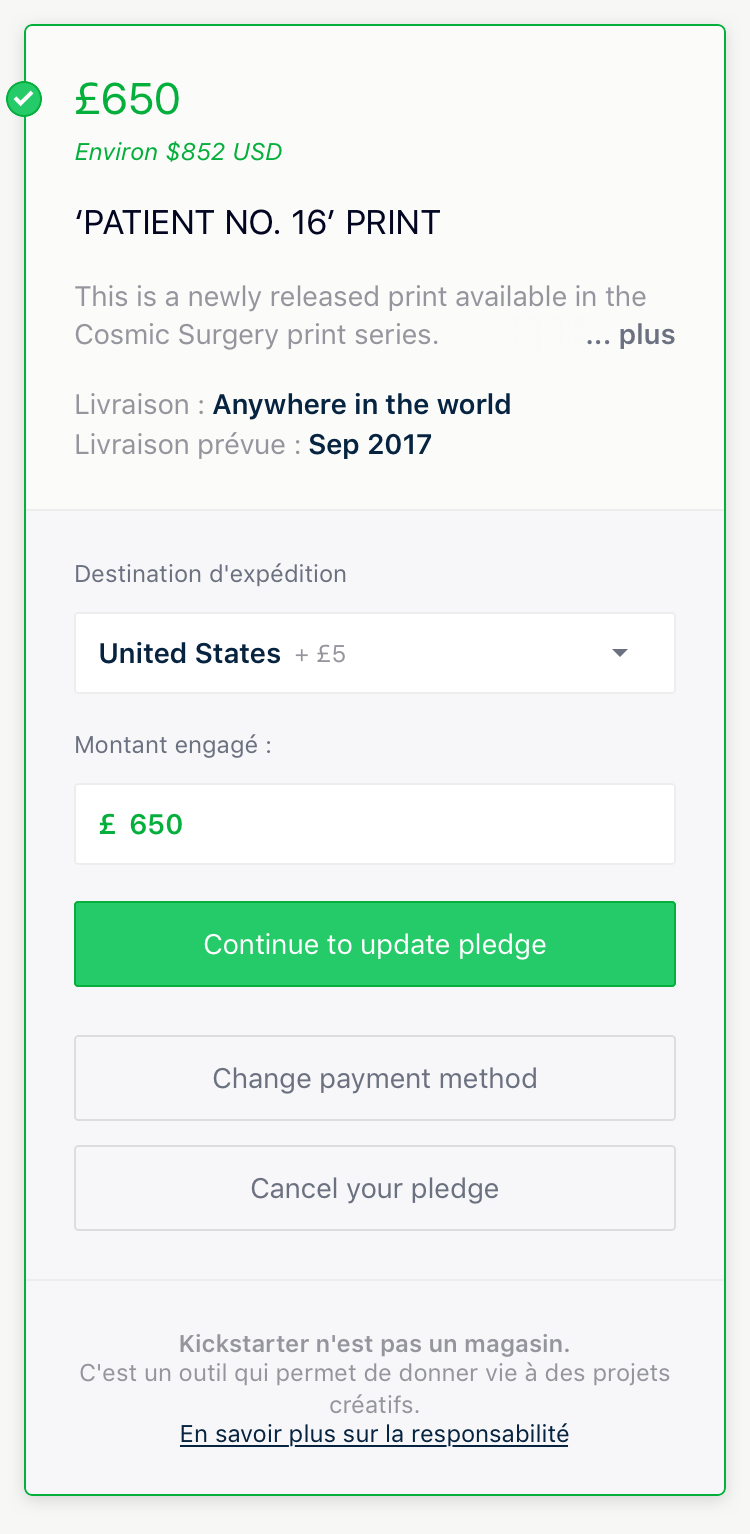 £650
Environ $852 USD
‘PATIENT NO. 16’ PRINT
This is a newly released print available in the
Cosmic Surgery print series. ... plus
Livraison : Anywhere in the world
Livraison prévue : Sep 2017
Destination d'expédition
United States + £5
Montant engagé :
£ 650
Continue to update pledge
Change payment method
Cancel your pledge
Kickstarter n'est pas un magasin.
C'est un outil qui permet de donner vie à des projets
créatifs.
En savoir plus sur la responsabilité